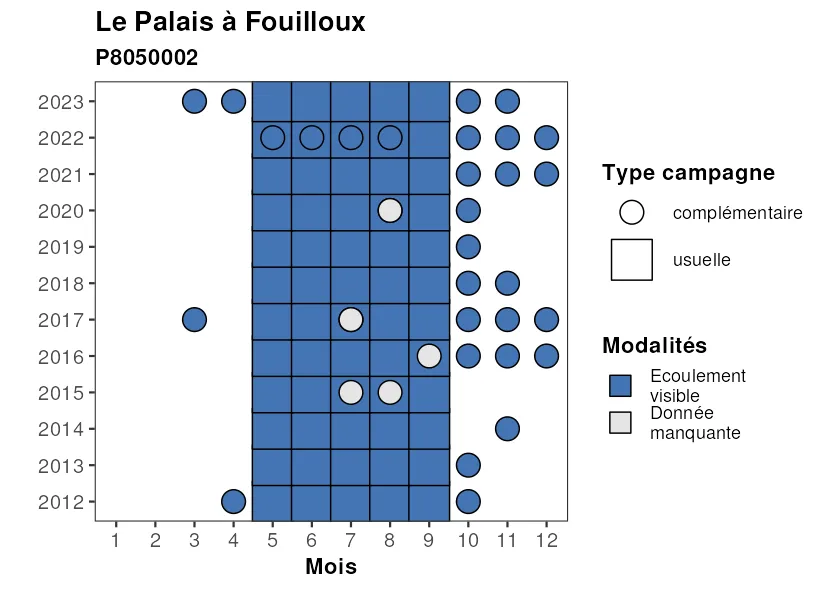 Le Palais à Fouilloux
P8050002
2023
2022
2021
2020
2019
2018
2017
2016
2015
2014
2013
2012
1 2 3 4 5 6 7 8 9 10 11 12
Mois
Type campagne
complémentaire
usuelle
Modalités
Ecoulement
visible
Donnée
manquante